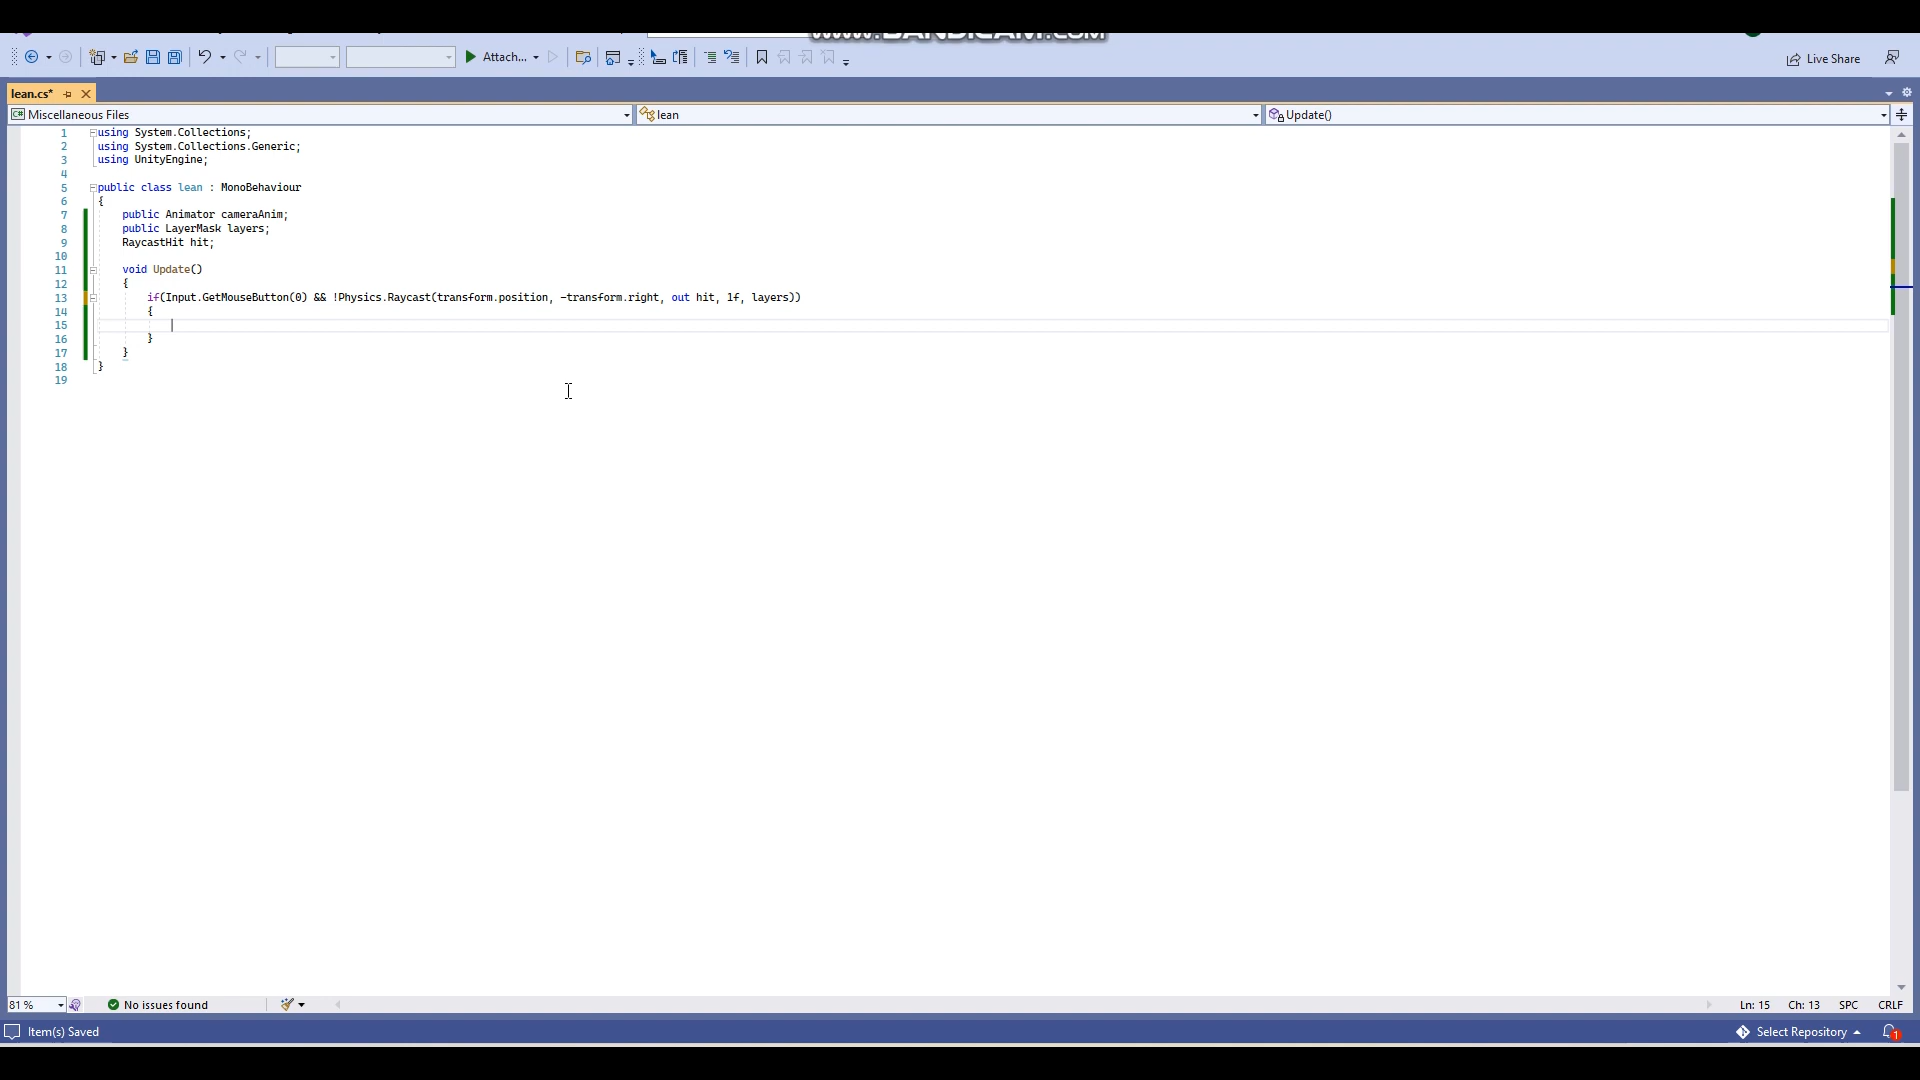 www.BANDICAM.com
Attach...
Live Share
lean.cs*
C# Miscellaneous Files
lean
Update()
1 using System.Collections;
2 using System.Collections.Generic;
3 using UnityEngine;
4
5 public class lean : MonoBehaviour
6 {
7 public Animator cameraAnim;
8 public LayerMask layers;
9 RaycastHit hit;
10
11 void Update()
12 {
13 if(Input.GetMouseButton(0) && !Physics.Raycast(transform.position, -transform.right, out hit, 1f, layers))
14 {
15
16 }
17 }
18 }
19
81 %
No issues found
Ln: 15 Ch: 13 SPC CRLF
Item(s) Saved
Select Repository
1